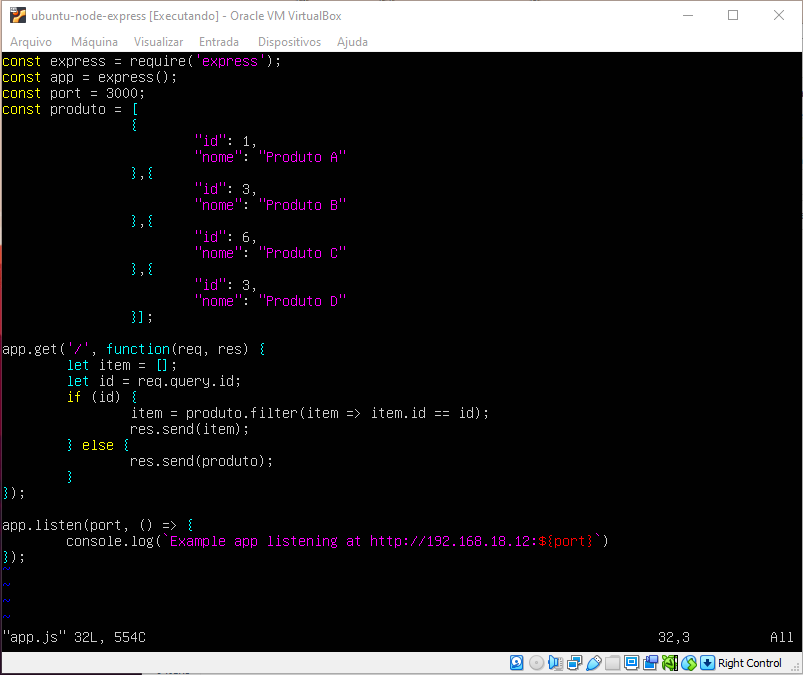 ubuntu-node-express [Executando] - Oracle VM VirtualBox
Arquivo Máquina Visualizar Entrada Dispositivos Ajuda
const express = require('express');
const app = express();
const port = 3000;
const produto = [
{
"id": 1,
"nome": "Produto A"
},{
"id": 3,
"nome": "Produto B"
},{
"id": 6,
"nome": "Produto C"
},{
"id": 3,
"nome": "Produto D"
}];
app.get('/', function(req, res) {
let item = [];
let id = req.query.id;
if (id) {
item = produto.filter(item => item.id == id);
res.send(item);
} else {
res.send(produto);
}
});
app.listen(port, () => {
console.log(`Example app listening at http://192.168.18.12:${port}`)
});
~
~
~
~
"app.js" 32L, 554C 32,3 All
Right Control